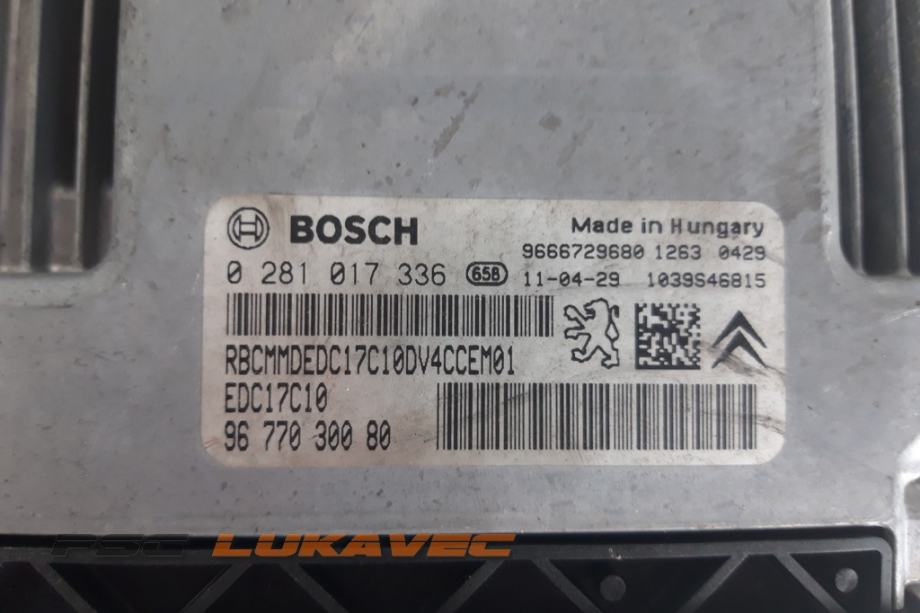 BOSCH
Made in Hungary
9666729680 1263 0429
0 281 017 336 658 11-04-29 1039S46815
RBCMMDEDC17C10DV4CCEM01
EDC17C10
96 770 300 80
PSC LUKAVEC